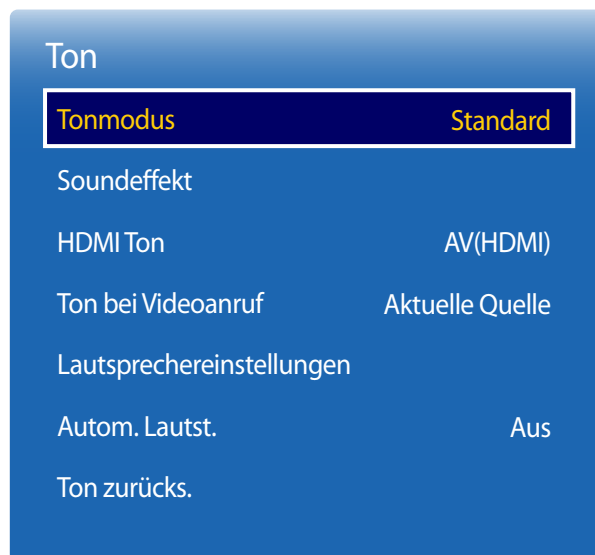 Ton
Tonmodus Standard
Soundeffekt
HDMI Ton AV(HDMI)
Ton bei Videoanruf Aktuelle Quelle
Lautsprechereinstellungen
Autom. Lautst. Aus
Ton zurücks.